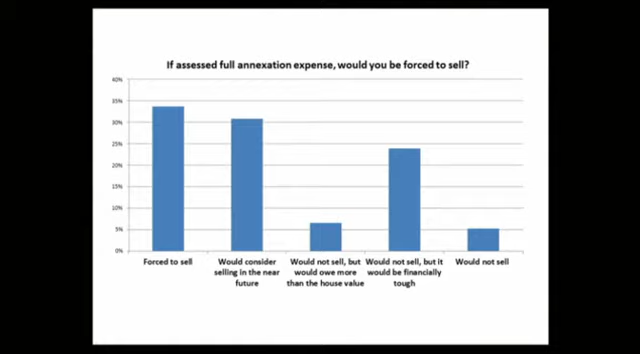 If assessed full annexation expense, would you be forced to sell?
40%
35%
30%
25%
20%
15%
10%
5%
0%
Forced to sell
Would consider
selling in the near
future
Would not sell, but
would owe more
than the house value
Would not sell, but it
would be financially
tough
Would not sell